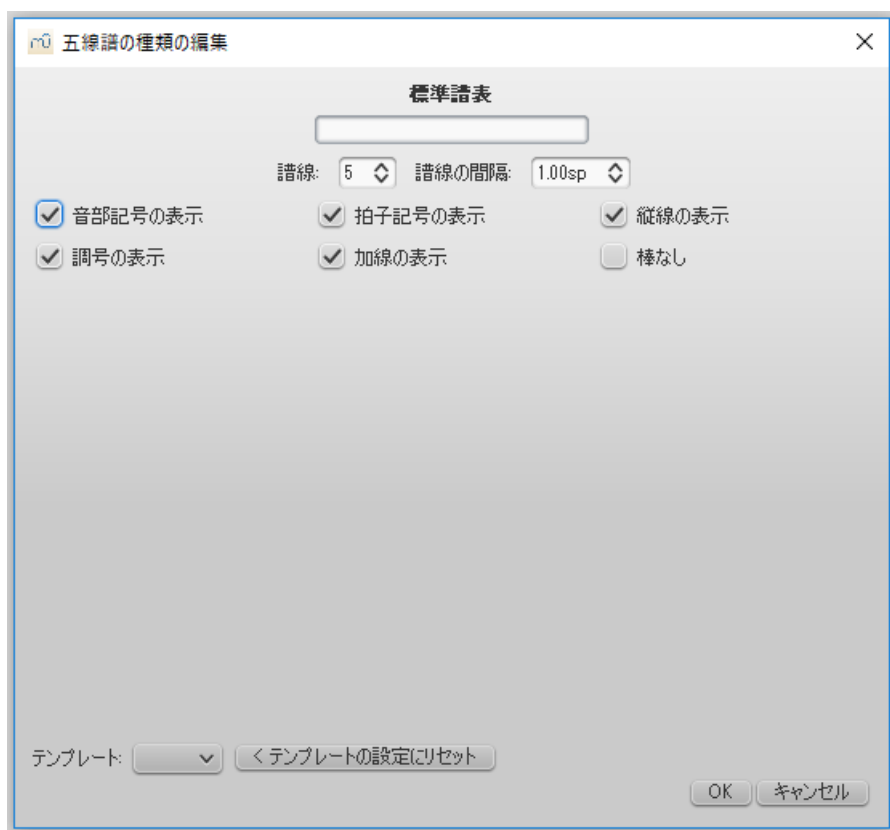 五線譜の種類の編集
標準譜表
譜線: 5 譜線の間隔: 1.00sp
音部記号の表示 拍子記号の表示 縦線の表示
調号の表示 加線の表示 棒なし
テンプレート: < テンプレートの設定にリセット
OK キャンセル